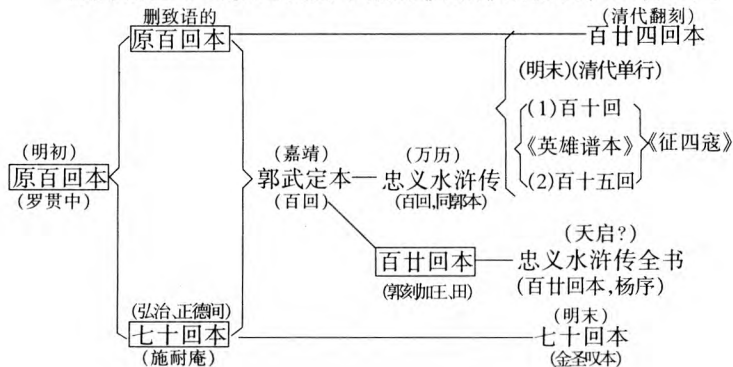 删致语的
原百回本
(清代翻刻)
百廿四回本
(明末)(清代单行)
(1)百十回
《英雄谱本》
《征四寇》
(2)百十五回
(明初)
原百回本
(罗贯中)
(嘉靖)
郭武定本
(百回)
(万历)
忠义水浒传
(百回,同郭本)
百廿回本
(郭刻加王、田)
(天启?)
忠义水浒传全书
(百廿回本,杨序)
(弘治、正德间)
七十回本
(施耐庵)
(明末)
七十回本
(金圣叹本)